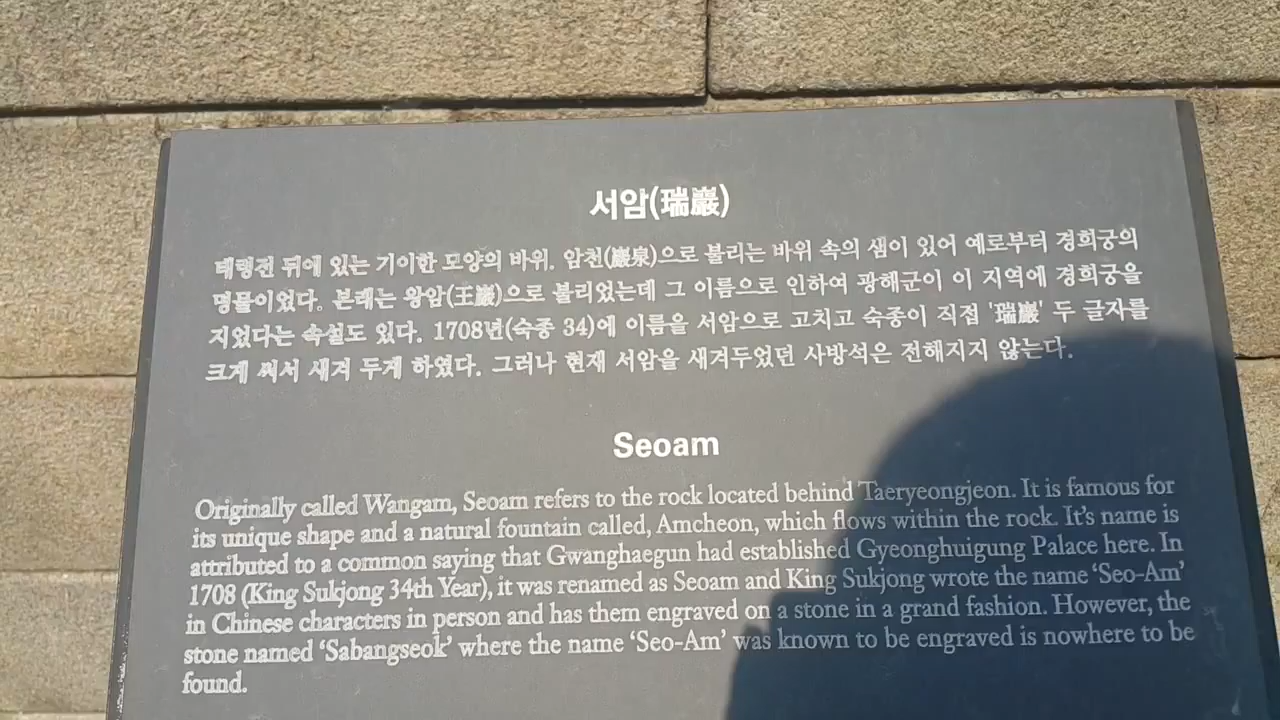 서암(瑞巖)
태령전 뒤에 있는 기이한 모양의 바위. 암천(巖泉)으로 불리는 바위 속의 샘이 있어 예로부터 경희궁의
명물이었다. 본래는 왕암(王巖)으로 불리었는데 그 이름으로 인하여 광해군이 이 지역에 경희궁을
지었다는 속설도 있다. 1708년(숙종 34)에 이름을 서암으로 고치고 숙종이 직접 '瑞巖' 두 글자를
크게 써서 새겨 두게 하였다. 그러나 현재 서암을 새겨두었던 사방석은 전해지지 않는다.
Seoam
Originally called Wangam, Seoam refers to the rock located behind Taeryeongjeon. It is famous for
its unique shape and a natural fountain called, Amcheon, which flows within the rock. It's name is
attributed to a common saying that Gwanghaegun had established Gyeonghuigung Palace here. In
1708 (King Sukjong 34th Year), it was renamed as Seoam and King Sukjong wrote the name ‘Seo-Am’
in Chinese characters in person and has them engraved on a stone in a grand fashion. However, the
stone named ‘Sabangseok’ where the name ‘Seo-Am’ was known to be engraved is nowhere to be
found.